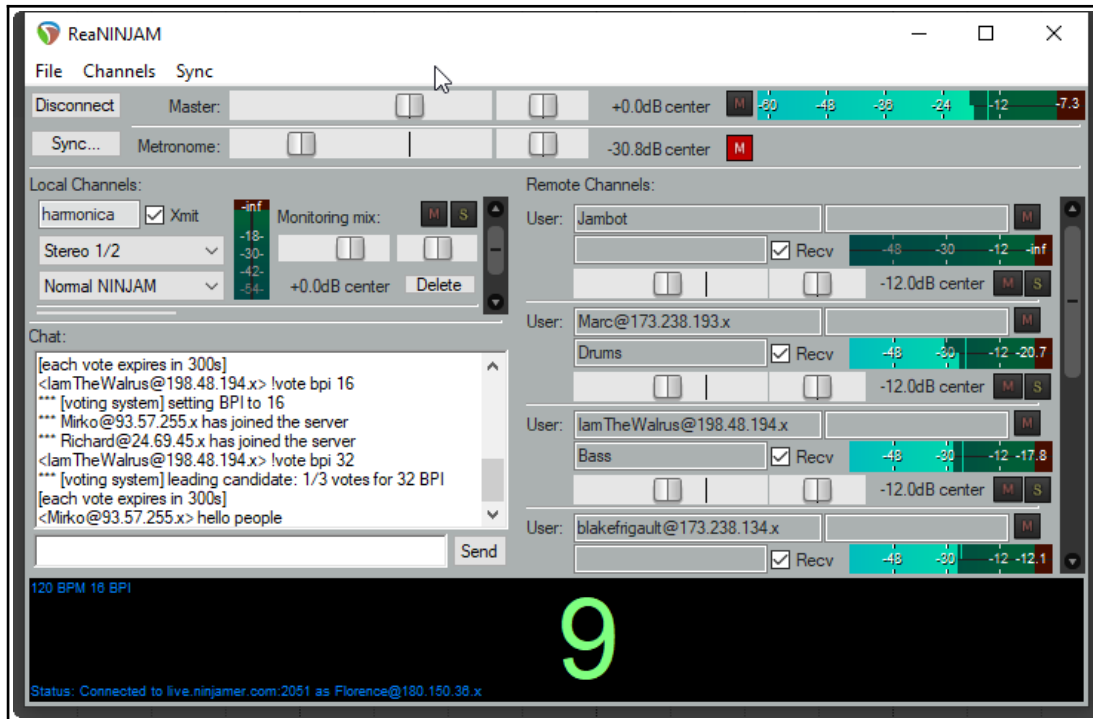 ReaNINJAM
File Channels Sync
Disconnect Master: +0.0dB center M -60 -48 -36 -24 -12 -7.3
Sync... Metronome: -30.8dB center M
Local Channels:
harmonica Xmit -inf Monitoring mix: M S
Stereo 1/2 -18- -30-
Normal NINJAM -42- -54- +0.0dB center Delete
Chat:
[each vote expires in 300s]
<IamTheWalrus@198.48.194.x> !vote bpi 16
*** [voting system] setting BPI to 16
*** Mirko@93.57.255.x has joined the server
*** Richard@24.69.45.x has joined the server
<IamTheWalrus@198.48.194.x> !vote bpi 32
*** [voting system] leading candidate: 1/3 votes for 32 BPI
[each vote expires in 300s]
<Mirko@93.57.255.x> hello people
Send
Remote Channels:
User: Jambot M
Recv -48 -30 -12 -inf
-12.0dB center M S
User: Marc@173.238.193.x M
Drums Recv -48 -30 -12 -20.7
-12.0dB center M S
User: IamTheWalrus@198.48.194.x M
Bass Recv -48 -30 -12 -17.8
-12.0dB center M S
User: blakefrigault@173.238.134.x M
Recv -48 -30 -12 -12.1
120 BPM 16 BPI
9
Status: Connected to live.ninjamer.com:2051 as Florence@180.150.36.x